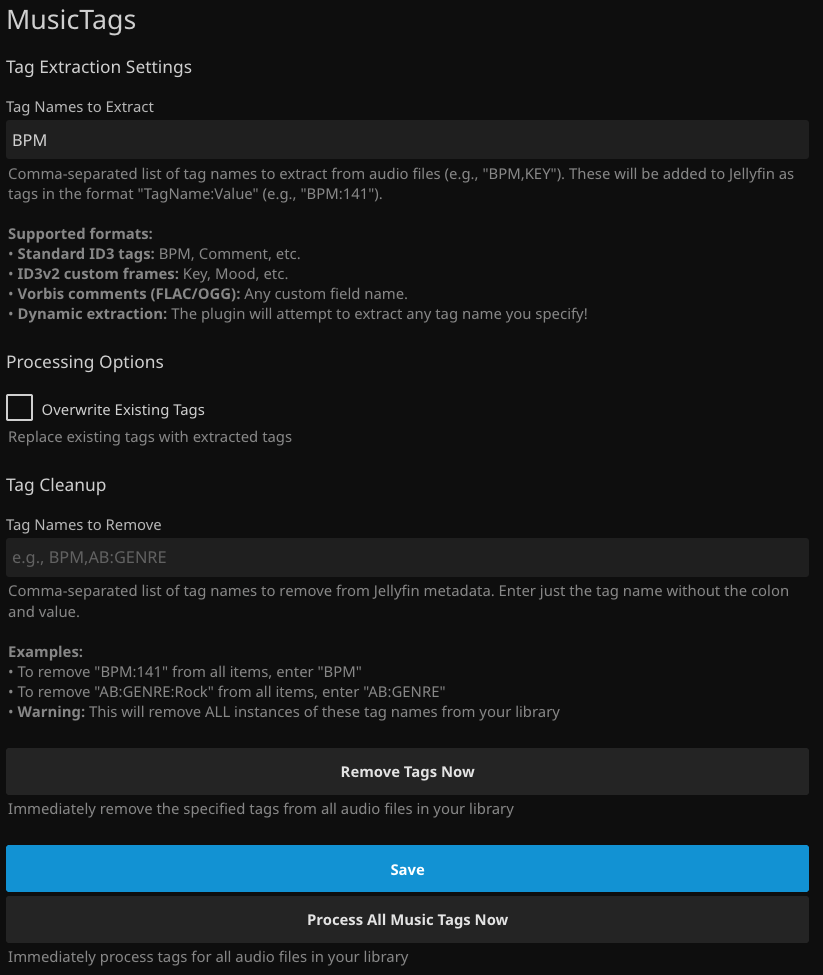 MusicTags
Tag Extraction Settings
Tag Names to Extract
BPM
Comma-separated list of tag names to extract from audio files (e.g., "BPM,KEY"). These will be added to Jellyfin as
tags in the format "TagName:Value" (e.g., "BPM:141").
Supported formats:
• Standard ID3 tags: BPM, Comment, etc.
• ID3v2 custom frames: Key, Mood, etc.
• Vorbis comments (FLAC/OGG): Any custom field name.
• Dynamic extraction: The plugin will attempt to extract any tag name you specify!
Processing Options
Overwrite Existing Tags
Replace existing tags with extracted tags
Tag Cleanup
Tag Names to Remove
e.g., BPM,AB:GENRE
Comma-separated list of tag names to remove from Jellyfin metadata. Enter just the tag name without the colon
and value.
Examples:
• To remove "BPM:141" from all items, enter "BPM"
• To remove "AB:GENRE:Rock" from all items, enter "AB:GENRE"
• Warning: This will remove ALL instances of these tag names from your library
Remove Tags Now
Immediately remove the specified tags from all audio files in your library
Save
Process All Music Tags Now
Immediately process tags for all audio files in your library